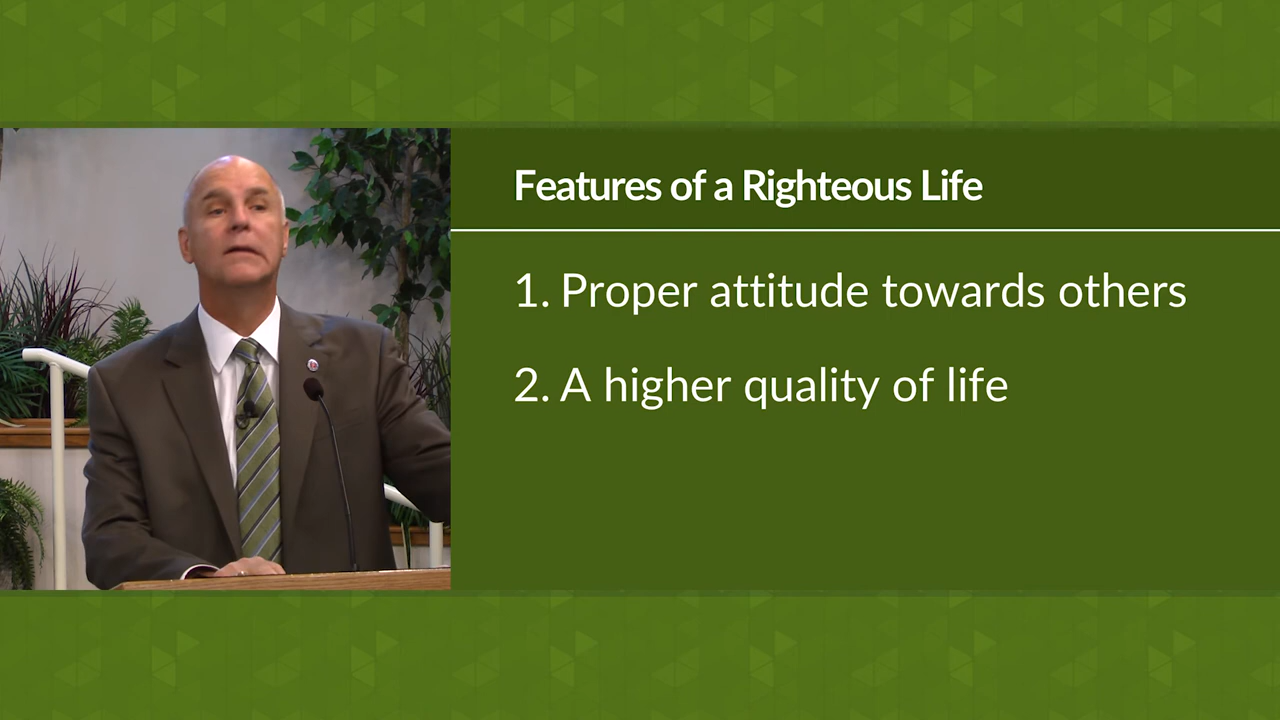 Features of a Righteous Life
1. Proper attitude towards others
2. A higher quality of life